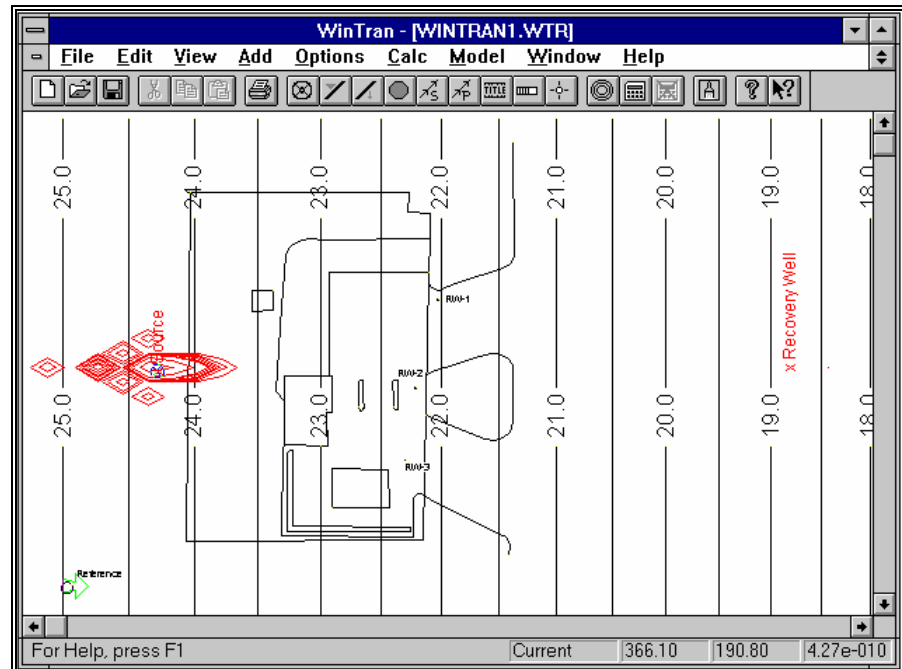 WinTran - [WINTRAN1.WTR]
File Edit View Add Options Calc Model Window Help
S P TITLE A ? ?
25.0 24.0 23.0 22.0 21.0 20.0 19.0 18.0
RW-1
Source
x Recovery Well
RW-2
25.0 24.0 23.0 22.0 21.0 20.0 19.0 18.0
RW-3
Reference
For Help, press F1 Current 366.10 190.80 4.27e-010